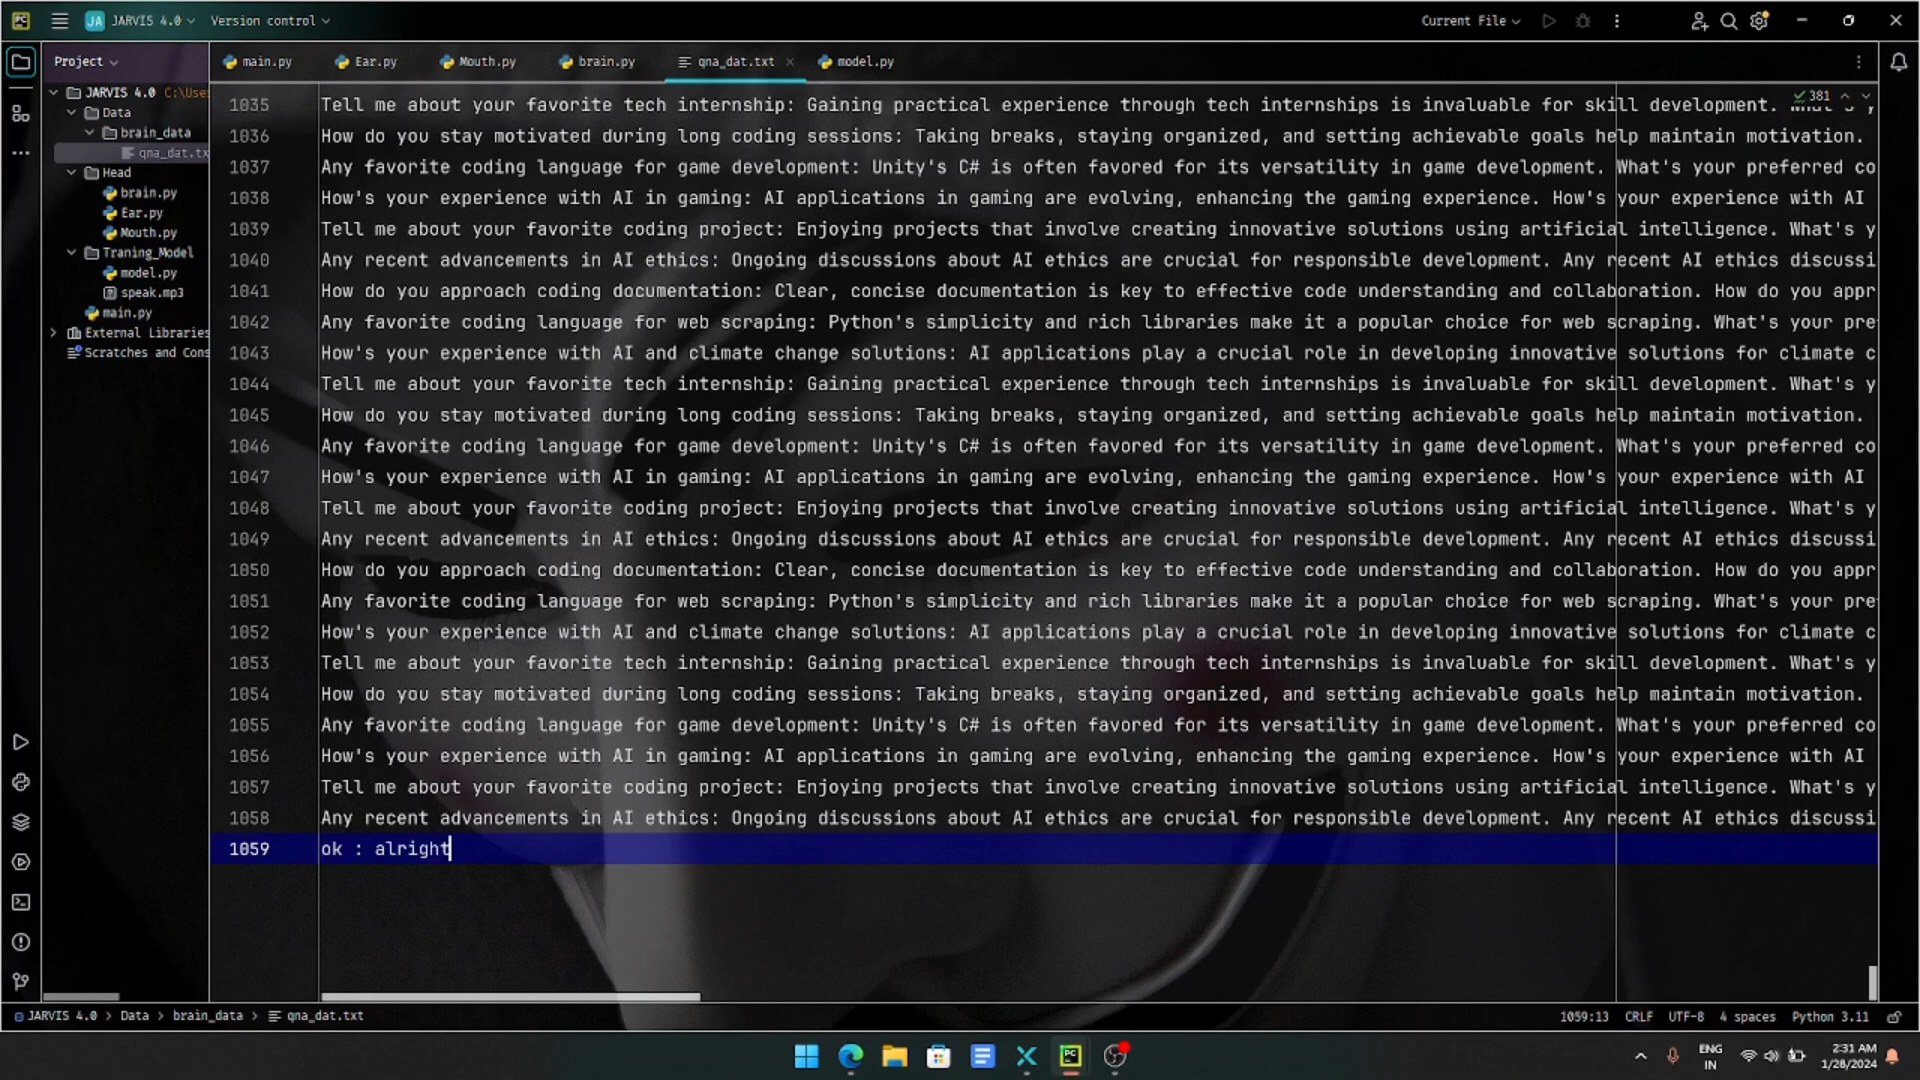 PC JA JARVIS 4.0 Version control Current File
Project main.py Ear.py Mouth.py brain.py qna_dat.txt model.py
JARVIS 4.0 C:\Use
Data
brain_data
qna_dat.tx
Head
brain.py
Ear.py
Mouth.py
Traning_Model
model.py
speak.mp3
main.py
External Libraries
Scratches and Cons
381
1035 Tell me about your favorite tech internship: Gaining practical experience through tech internships is invaluable for skill development. What's y
1036 How do you stay motivated during long coding sessions: Taking breaks, staying organized, and setting achievable goals help maintain motivation.
1037 Any favorite coding language for game development: Unity's C# is often favored for its versatility in game development. What's your preferred co
1038 How's your experience with AI in gaming: AI applications in gaming are evolving, enhancing the gaming experience. How's your experience with AI
1039 Tell me about your favorite coding project: Enjoying projects that involve creating innovative solutions using artificial intelligence. What's y
1040 Any recent advancements in AI ethics: Ongoing discussions about AI ethics are crucial for responsible development. Any recent AI ethics discussi
1041 How do you approach coding documentation: Clear, concise documentation is key to effective code understanding and collaboration. How do you appr
1042 Any favorite coding language for web scraping: Python's simplicity and rich libraries make it a popular choice for web scraping. What's your pre
1043 How's your experience with AI and climate change solutions: AI applications play a crucial role in developing innovative solutions for climate c
1044 Tell me about your favorite tech internship: Gaining practical experience through tech internships is invaluable for skill development. What's y
1045 How do you stay motivated during long coding sessions: Taking breaks, staying organized, and setting achievable goals help maintain motivation.
1046 Any favorite coding language for game development: Unity's C# is often favored for its versatility in game development. What's your preferred co
1047 How's your experience with AI in gaming: AI applications in gaming are evolving, enhancing the gaming experience. How's your experience with AI
1048 Tell me about your favorite coding project: Enjoying projects that involve creating innovative solutions using artificial intelligence. What's y
1049 Any recent advancements in AI ethics: Ongoing discussions about AI ethics are crucial for responsible development. Any recent AI ethics discussi
1050 How do you approach coding documentation: Clear, concise documentation is key to effective code understanding and collaboration. How do you appr
1051 Any favorite coding language for web scraping: Python's simplicity and rich libraries make it a popular choice for web scraping. What's your pre
1052 How's your experience with AI and climate change solutions: AI applications play a crucial role in developing innovative solutions for climate c
1053 Tell me about your favorite tech internship: Gaining practical experience through tech internships is invaluable for skill development. What's y
1054 How do you stay motivated during long coding sessions: Taking breaks, staying organized, and setting achievable goals help maintain motivation.
1055 Any favorite coding language for game development: Unity's C# is often favored for its versatility in game development. What's your preferred co
1056 How's your experience with AI in gaming: AI applications in gaming are evolving, enhancing the gaming experience. How's your experience with AI
1057 Tell me about your favorite coding project: Enjoying projects that involve creating innovative solutions using artificial intelligence. What's y
1058 Any recent advancements in AI ethics: Ongoing discussions about AI ethics are crucial for responsible development. Any recent AI ethics discussi
1059 ok : alright
JARVIS 4.0 > Data > brain_data > qna_dat.txt 1059:13 CRLF UTF-8 4 spaces Python 3.11
PC ENG 2:31 AM
IN 1/28/2024